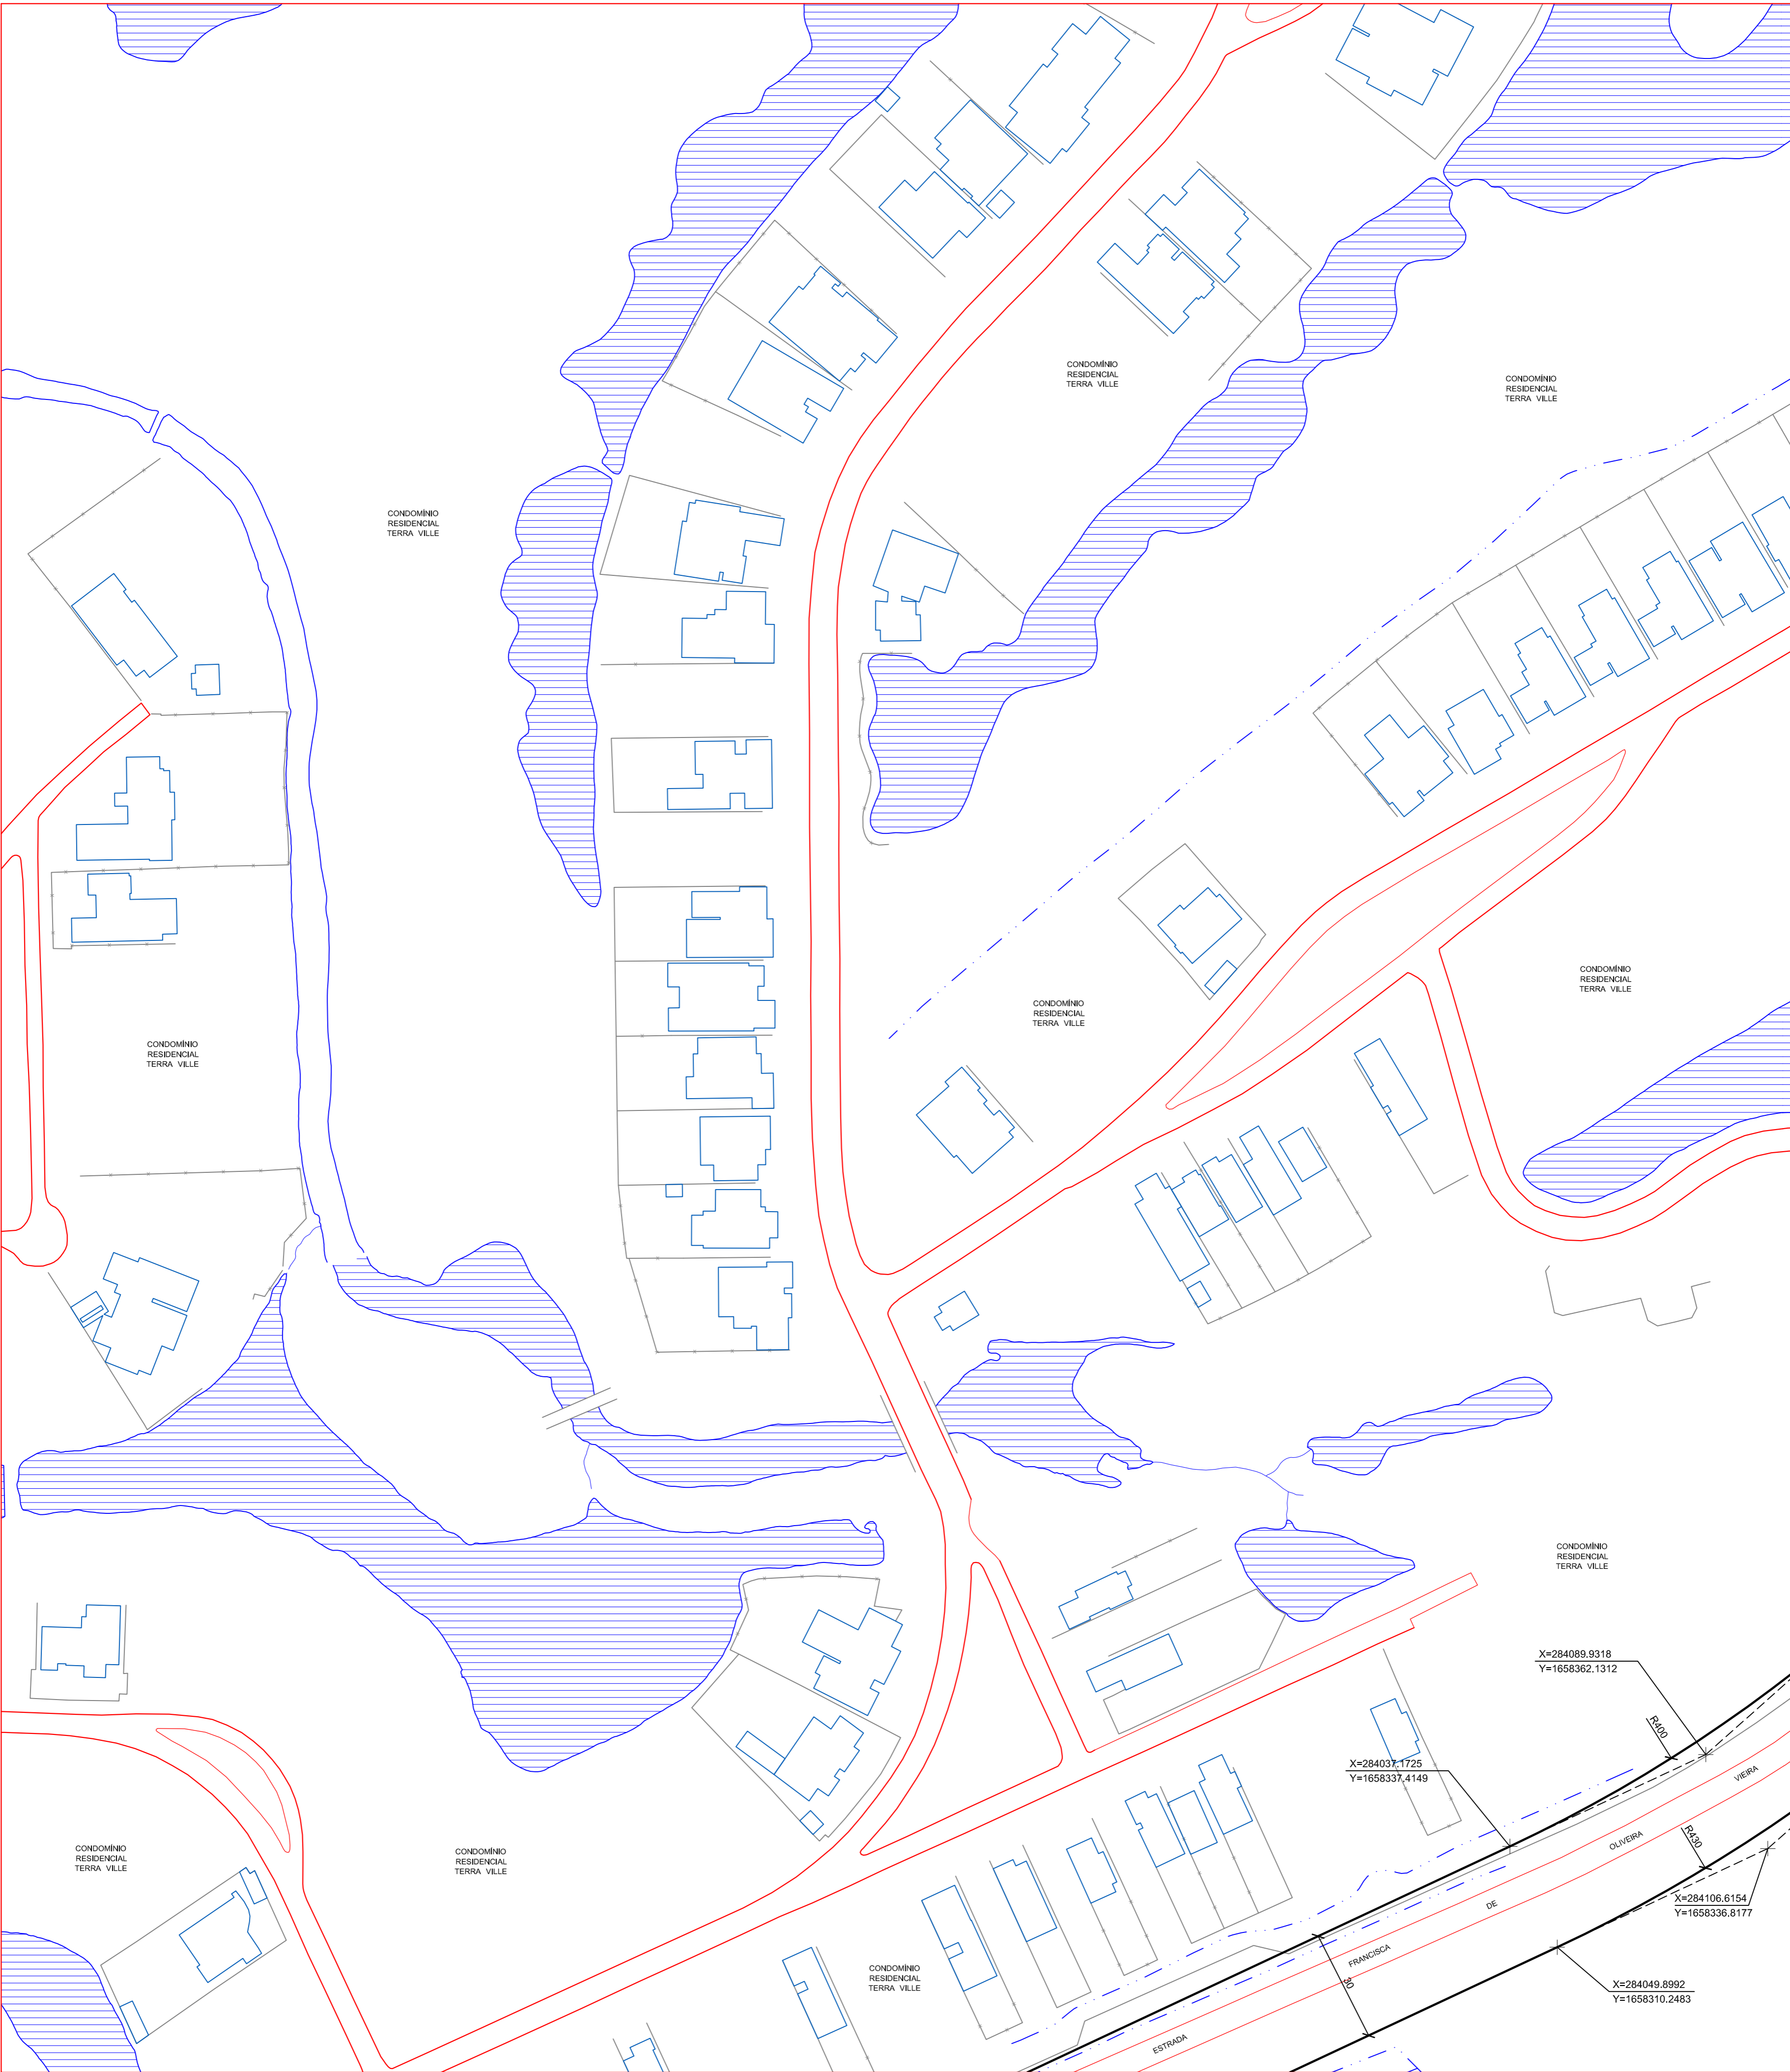 CONDOMÍNIO
RESIDENCIAL
TERRA VILLE
CONDOMÍNIO
RESIDENCIAL
TERRA VILLE
CONDOMÍNIO
RESIDENCIAL
TERRA VILLE
CONDOMÍNIO
RESIDENCIAL
TERRA VILLE
CONDOMÍNIO
RESIDENCIAL
TERRA VILLE
CONDOMÍNIO
RESIDENCIAL
TERRA VILLE
CONDOMÍNIO
RESIDENCIAL
TERRA VILLE
X=284089.9318
Y=1658362.1312
R400
X=284037.1725
Y=1658337.4149
VIEIRA
OLIVEIRA
R430
CONDOMÍNIO
RESIDENCIAL
TERRA VILLE
CONDOMÍNIO
RESIDENCIAL
TERRA VILLE
X=284106.6154
Y=1658336.8177
DE
FRANCISCA
CONDOMÍNIO
RESIDENCIAL
TERRA VILLE
30
X=284049.8992
Y=1658310.2483
ESTRADA